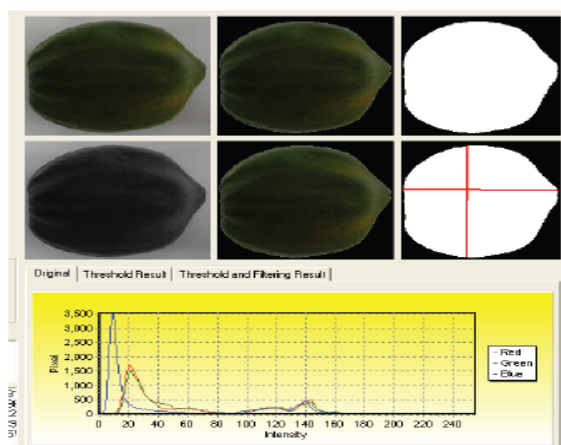 Original Threshold Result Threshold and Filtering Result
3,500
3,000
2,500
2,000
1,500
1,000
500
0
Pixel
0 20 40 60 80 100 120 140 160 180 200 220 240
Intensity
Red
Green
Blue